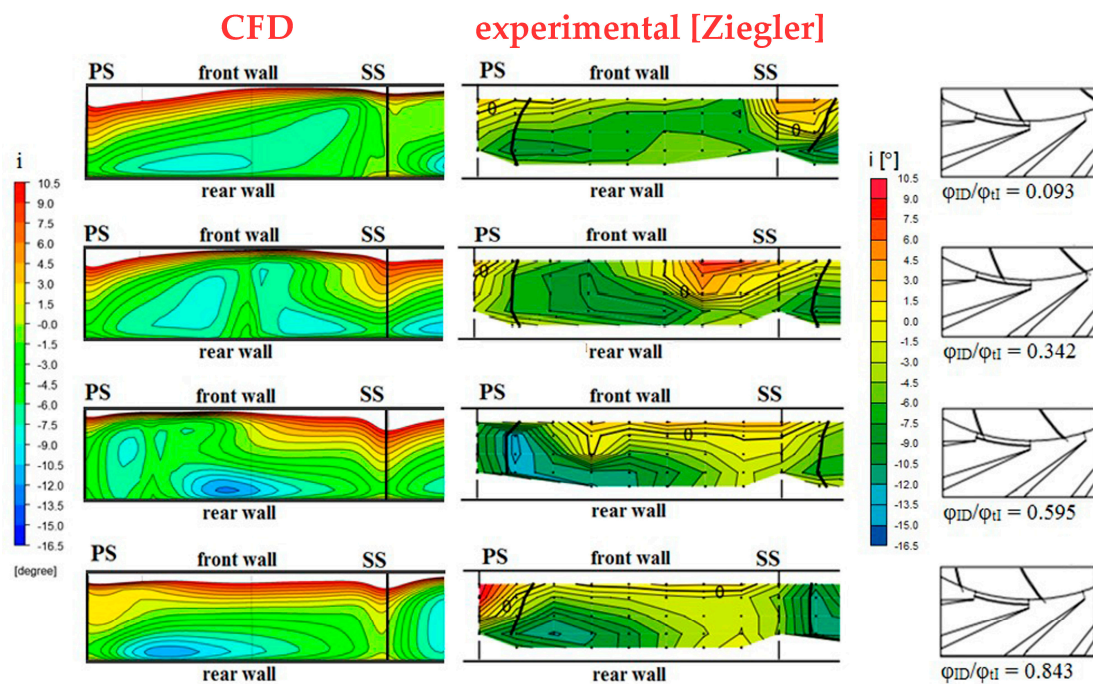 CFD experimental [Ziegler]
PS front wall SS PS front wall SS
0 0
rear wall rear wall
φID/φtI = 0.093
i
[degree]
10.5
9.0
7.5
6.0
4.5
3.0
1.5
-0.0
-1.5
-3.0
-4.5
-6.0
-7.5
-9.0
-10.5
-12.0
-13.5
-15.0
-16.5
i [°]
10.5
9.0
7.5
6.0
4.5
3.0
1.5
0.0
-1.5
-3.0
-4.5
-6.0
-7.5
-9.0
-10.5
-12.0
-13.5
-15.0
-16.5
PS front wall SS PS front wall SS
0 0
rear wall rear wall
φID/φtI = 0.342
front wall SS PS front wall SS
0
rear wall rear wall
φID/φtI = 0.595
PS front wall SS PS front wall SS
0 0
rear wall rear wall
φID/φtI = 0.843